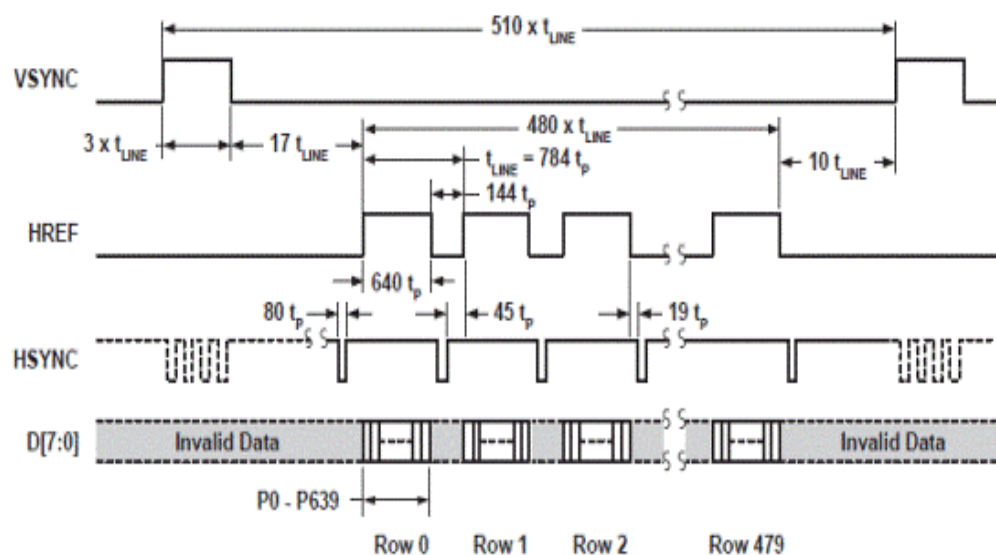 510 x tLINE
VSYNC
480 x tLINE
3 x tLINE 17 tLINE
tLINE = 784 tp
10 tLINE
144 tp
HREF
640 tp
80 tp 45 tp 19 tp
HSYNC
D[7:0] Invalid Data Invalid Data
P0 - P639
Row 0 Row 1 Row 2 Row 479